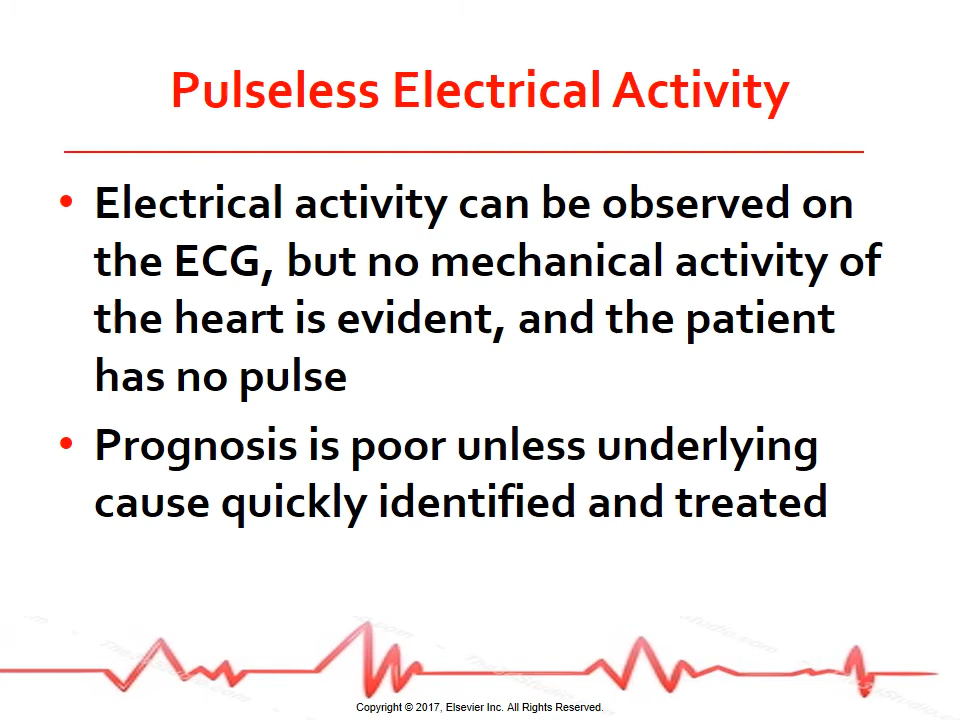 Pulseless Electrical Activity
• Electrical activity can be observed on
the ECG, but no mechanical activity of
the heart is evident, and the patient
has no pulse
• Prognosis is poor unless underlying
cause quickly identified and treated
Copyright © 2017, Elsevier Inc. All Rights Reserved.